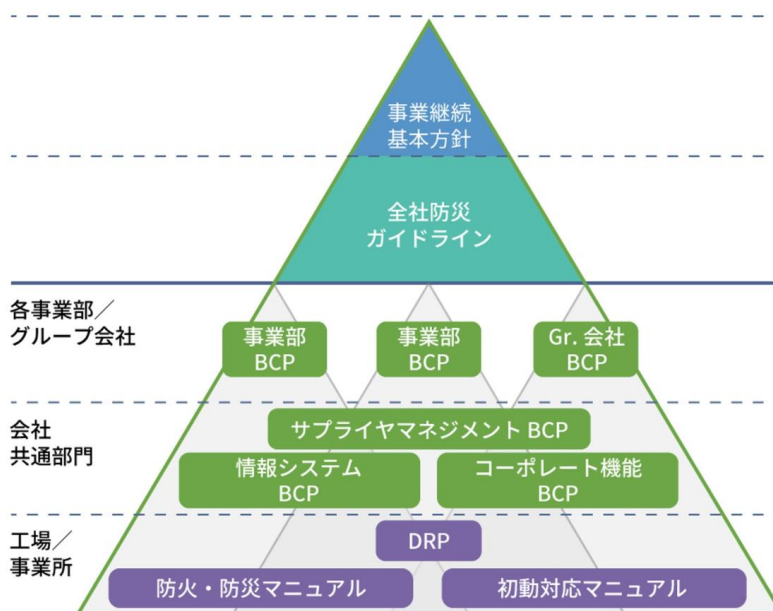 事業継続
基本方針
全社防災
ガイドライン
各事業部／
グループ会社
事業部
BCP
事業部
BCP
Gr. 会社
BCP
会社
共通部門
サプライヤマネジメント BCP
情報システム
BCP
コーポレート機能
BCP
工場／
事業所
DRP
防火・防災マニュアル
初動対応マニュアル